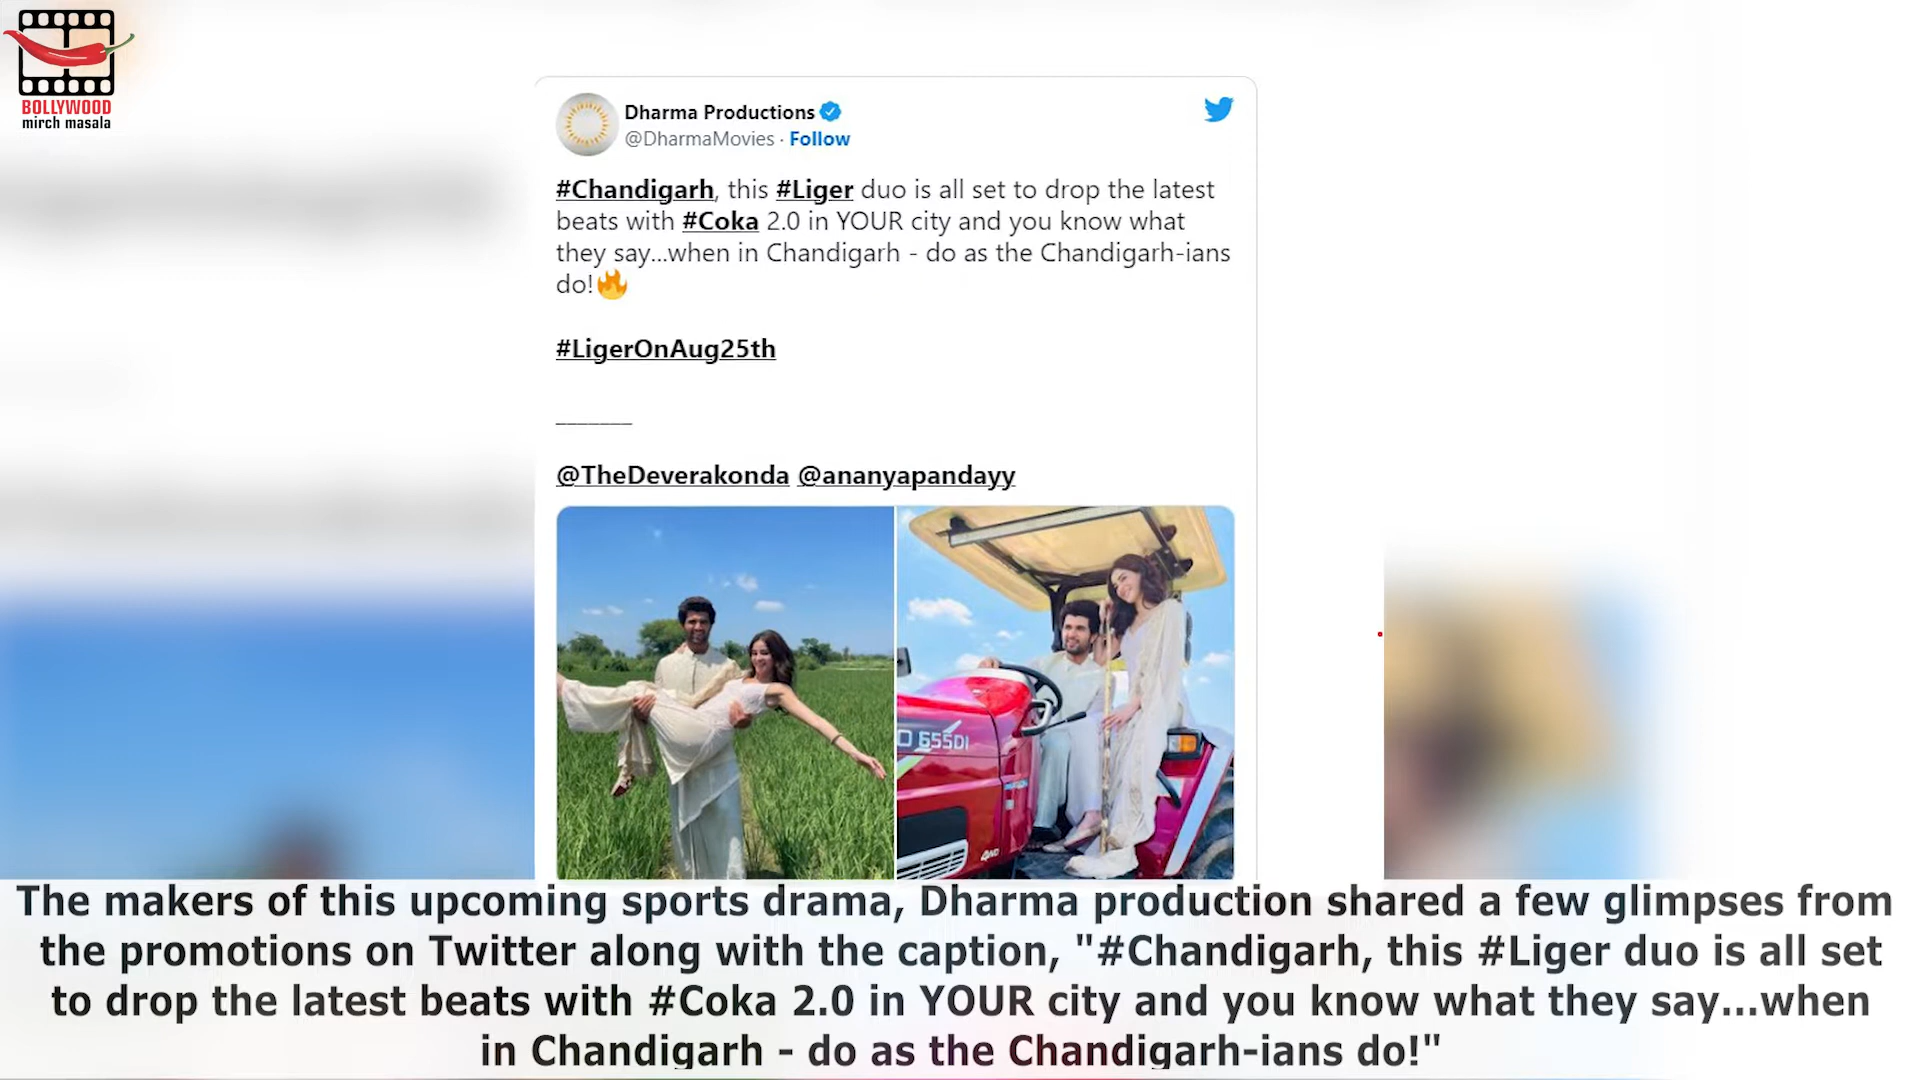 BOLLYWOOD
mirch masala
Dharma Productions
@DharmaMovies · Follow
#Chandigarh, this #Liger duo is all set to drop the latest
beats with #Coka 2.0 in YOUR city and you know what
they say...when in Chandigarh - do as the Chandigarh-ians
do!🔥
#LigerOnAug25th
_______
@TheDeverakonda @ananyapandayy
O 655DI
4WD
The makers of this upcoming sports drama, Dharma production shared a few glimpses from
the promotions on Twitter along with the caption, "#Chandigarh, this #Liger duo is all set
to drop the latest beats with #Coka 2.0 in YOUR city and you know what they say...when
in Chandigarh - do as the Chandigarh-ians do!"